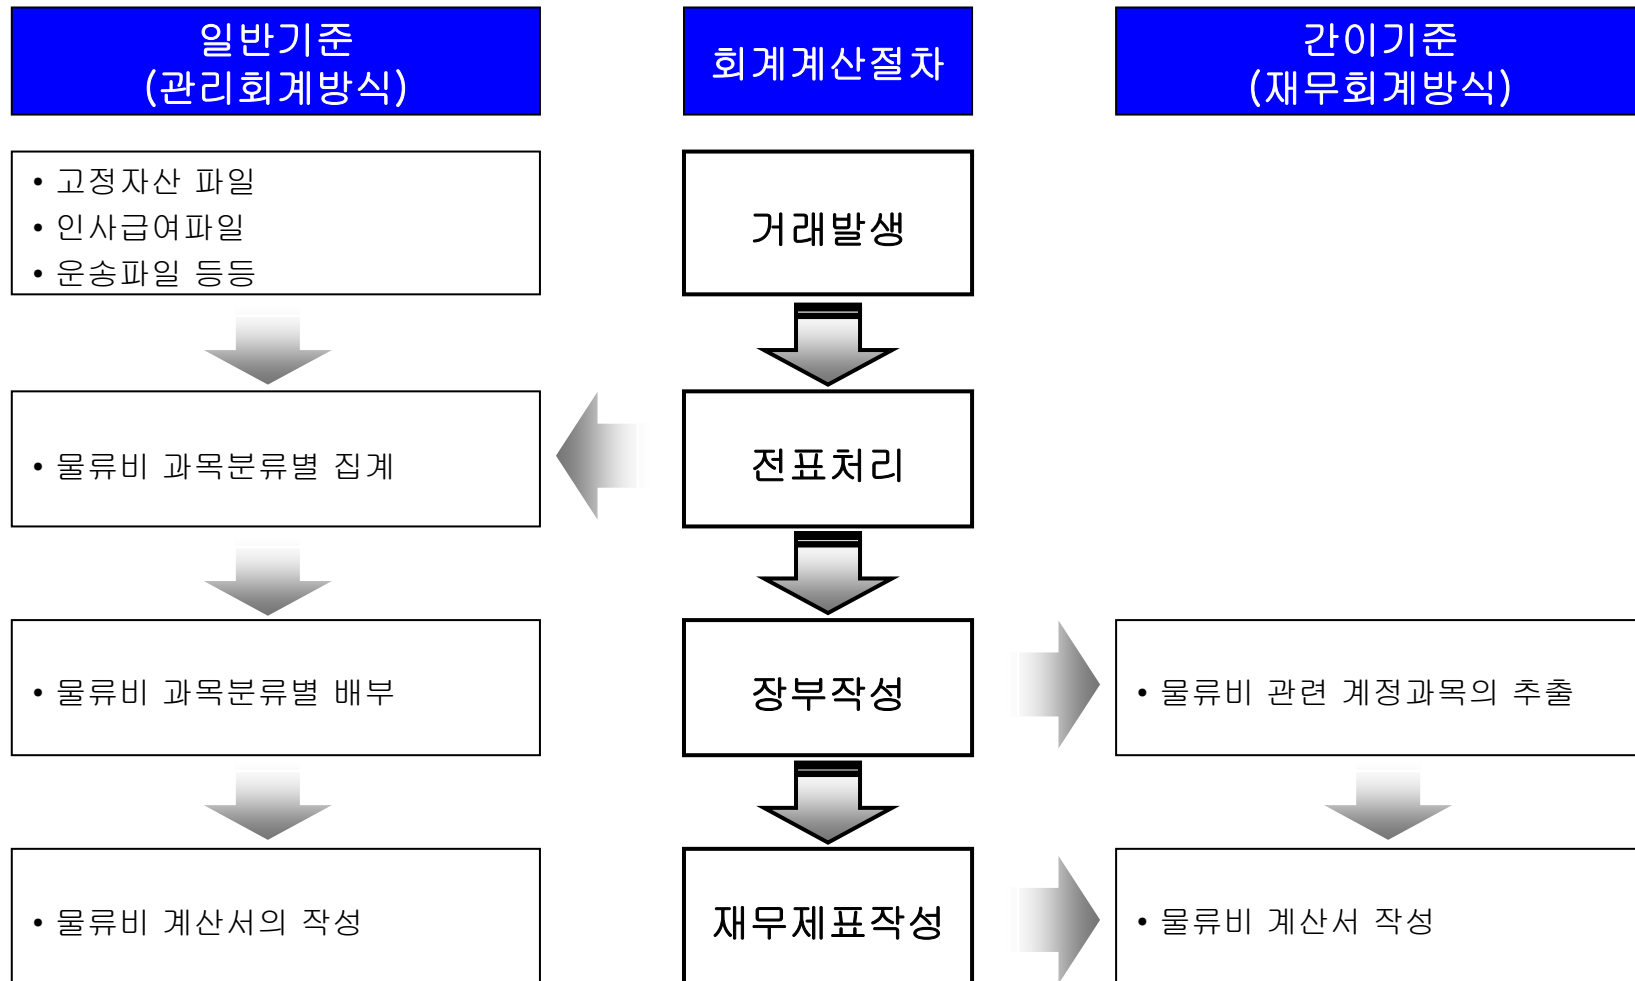 일반기준
(관리회계방식)
회계계산절차
간이기준
(재무회계방식)
• 고정자산 파일
• 인사급여파일
• 운송파일 등등
거래발생
• 물류비 과목분류별 집계
전표처리
• 물류비 과목분류별 배부
장부작성
• 물류비 관련 계정과목의 추출
• 물류비 계산서의 작성
재무제표작성
• 물류비 계산서 작성